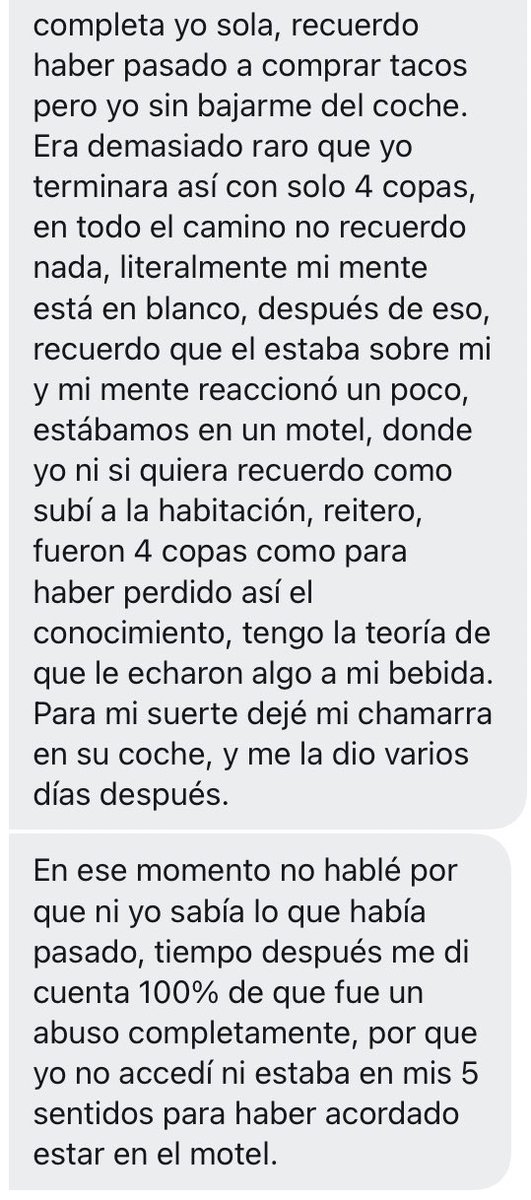 completa yo sola, recuerdo
haber pasado a comprar tacos
pero yo sin bajarme del coche.
Era demasiado raro que yo
terminara así con solo 4 copas,
en todo el camino no recuerdo
nada, literalmente mi mente
está en blanco, después de eso,
recuerdo que el estaba sobre mi
y mi mente reaccionó un poco,
estábamos en un motel, donde
yo ni si quiera recuerdo como
subí a la habitación, reitero,
fueron 4 copas como para
haber perdido así el
conocimiento, tengo la teoría de
que le echaron algo a mi bebida.
Para mi suerte dejé mi chamarra
en su coche, y me la dio varios
días después.
En ese momento no hablé por
que ni yo sabía lo que había
pasado, tiempo después me di
cuenta 100% de que fue un
abuso completamente, por que
yo no accedí ni estaba en mis 5
sentidos para haber acordado
estar en el motel.